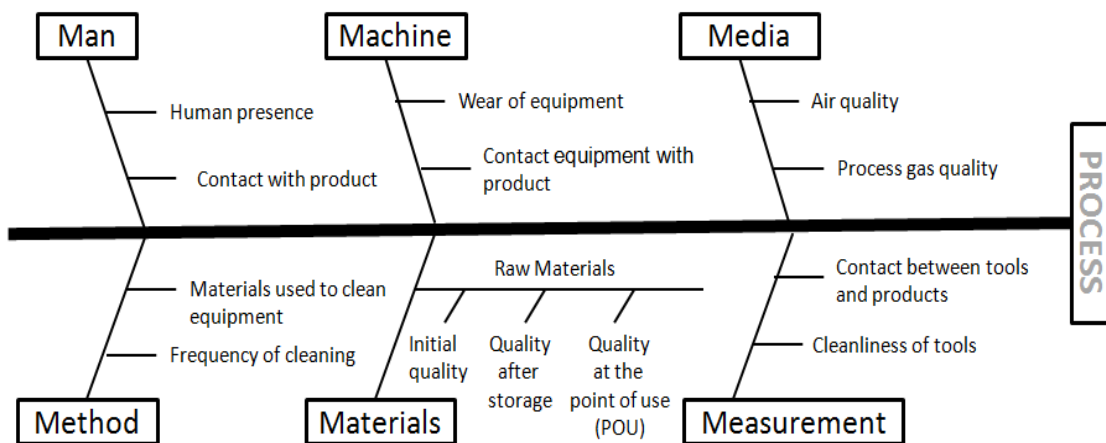 Man
Machine
Media
Human presence
Wear of equipment
Air quality
Contact with product
Contact equipment with
product
Process gas quality
PROCESS
Materials used to clean
equipment
Frequency of cleaning
Raw Materials
Initial
quality
Quality
after
storage
Quality
at the
point of use
(POU)
Contact between tools
and products
Cleanliness of tools
Method
Materials
Measurement